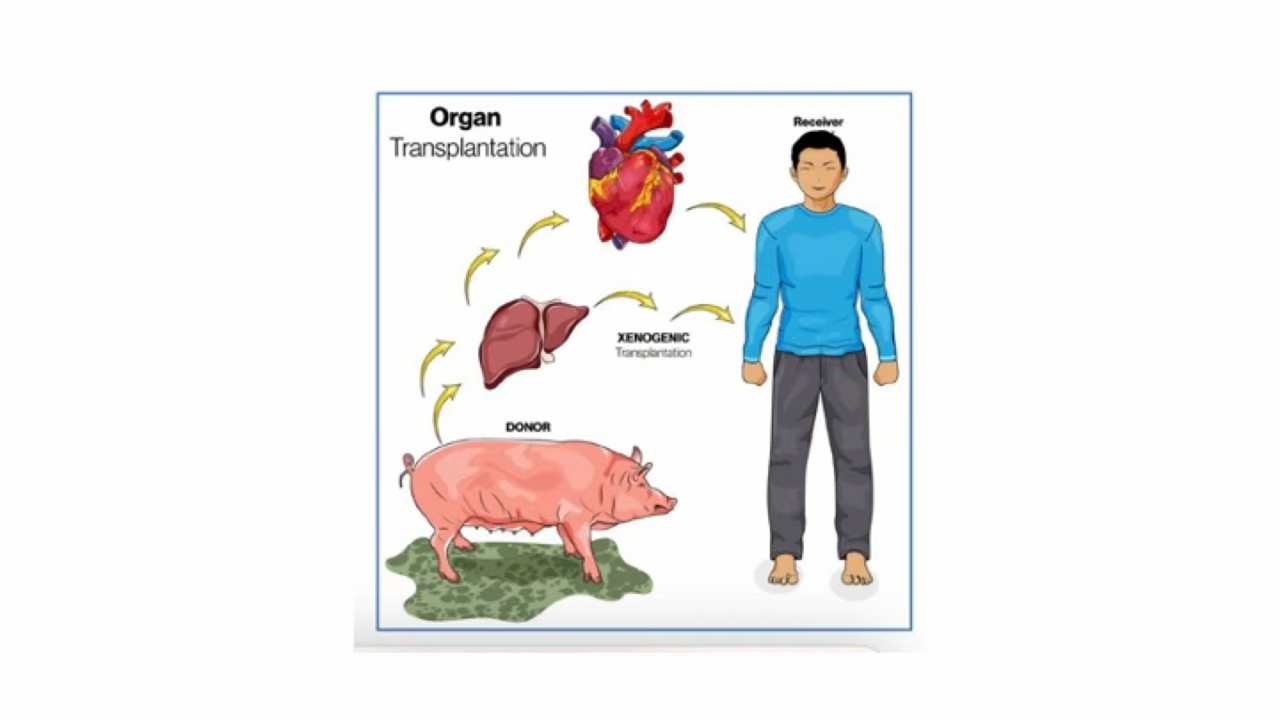 Organ
Transplantation
Receiver
XENOGENIC
Transplantation
DONOR